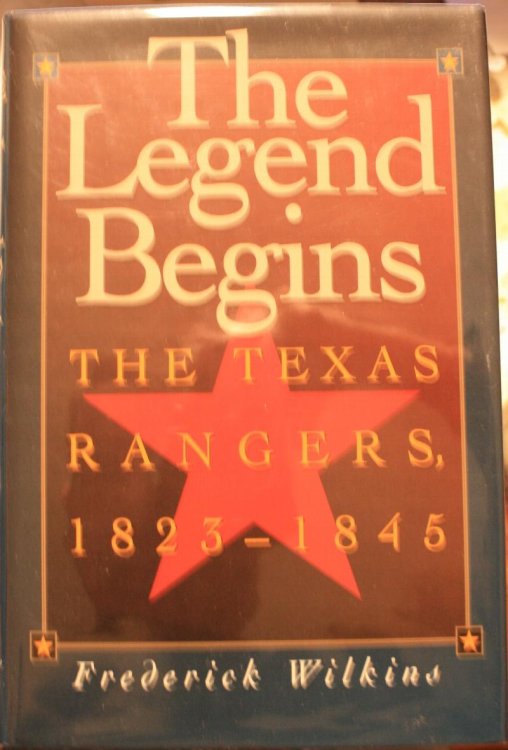 The
Legend
Begins
THE TEXAS
RANGERS,
1823-1845
Frederick Wilkins